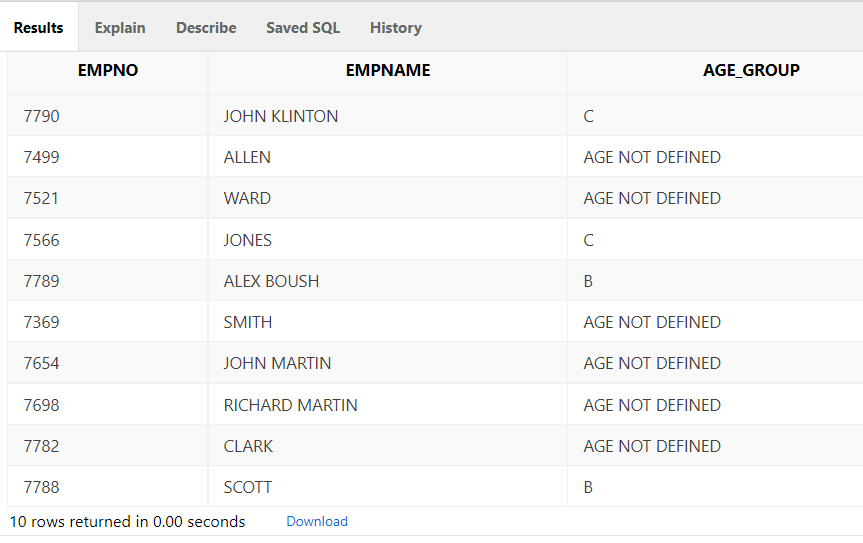 Results Explain Describe Saved SQL History
EMPNO EMPNAME AGE_GROUP
7790 JOHN KLINTON C
7499 ALLEN AGE NOT DEFINED
7521 WARD AGE NOT DEFINED
7566 JONES C
7789 ALEX BOUSH B
7369 SMITH AGE NOT DEFINED
7654 JOHN MARTIN AGE NOT DEFINED
7698 RICHARD MARTIN AGE NOT DEFINED
7782 CLARK AGE NOT DEFINED
7788 SCOTT B
10 rows returned in 0.00 seconds Download